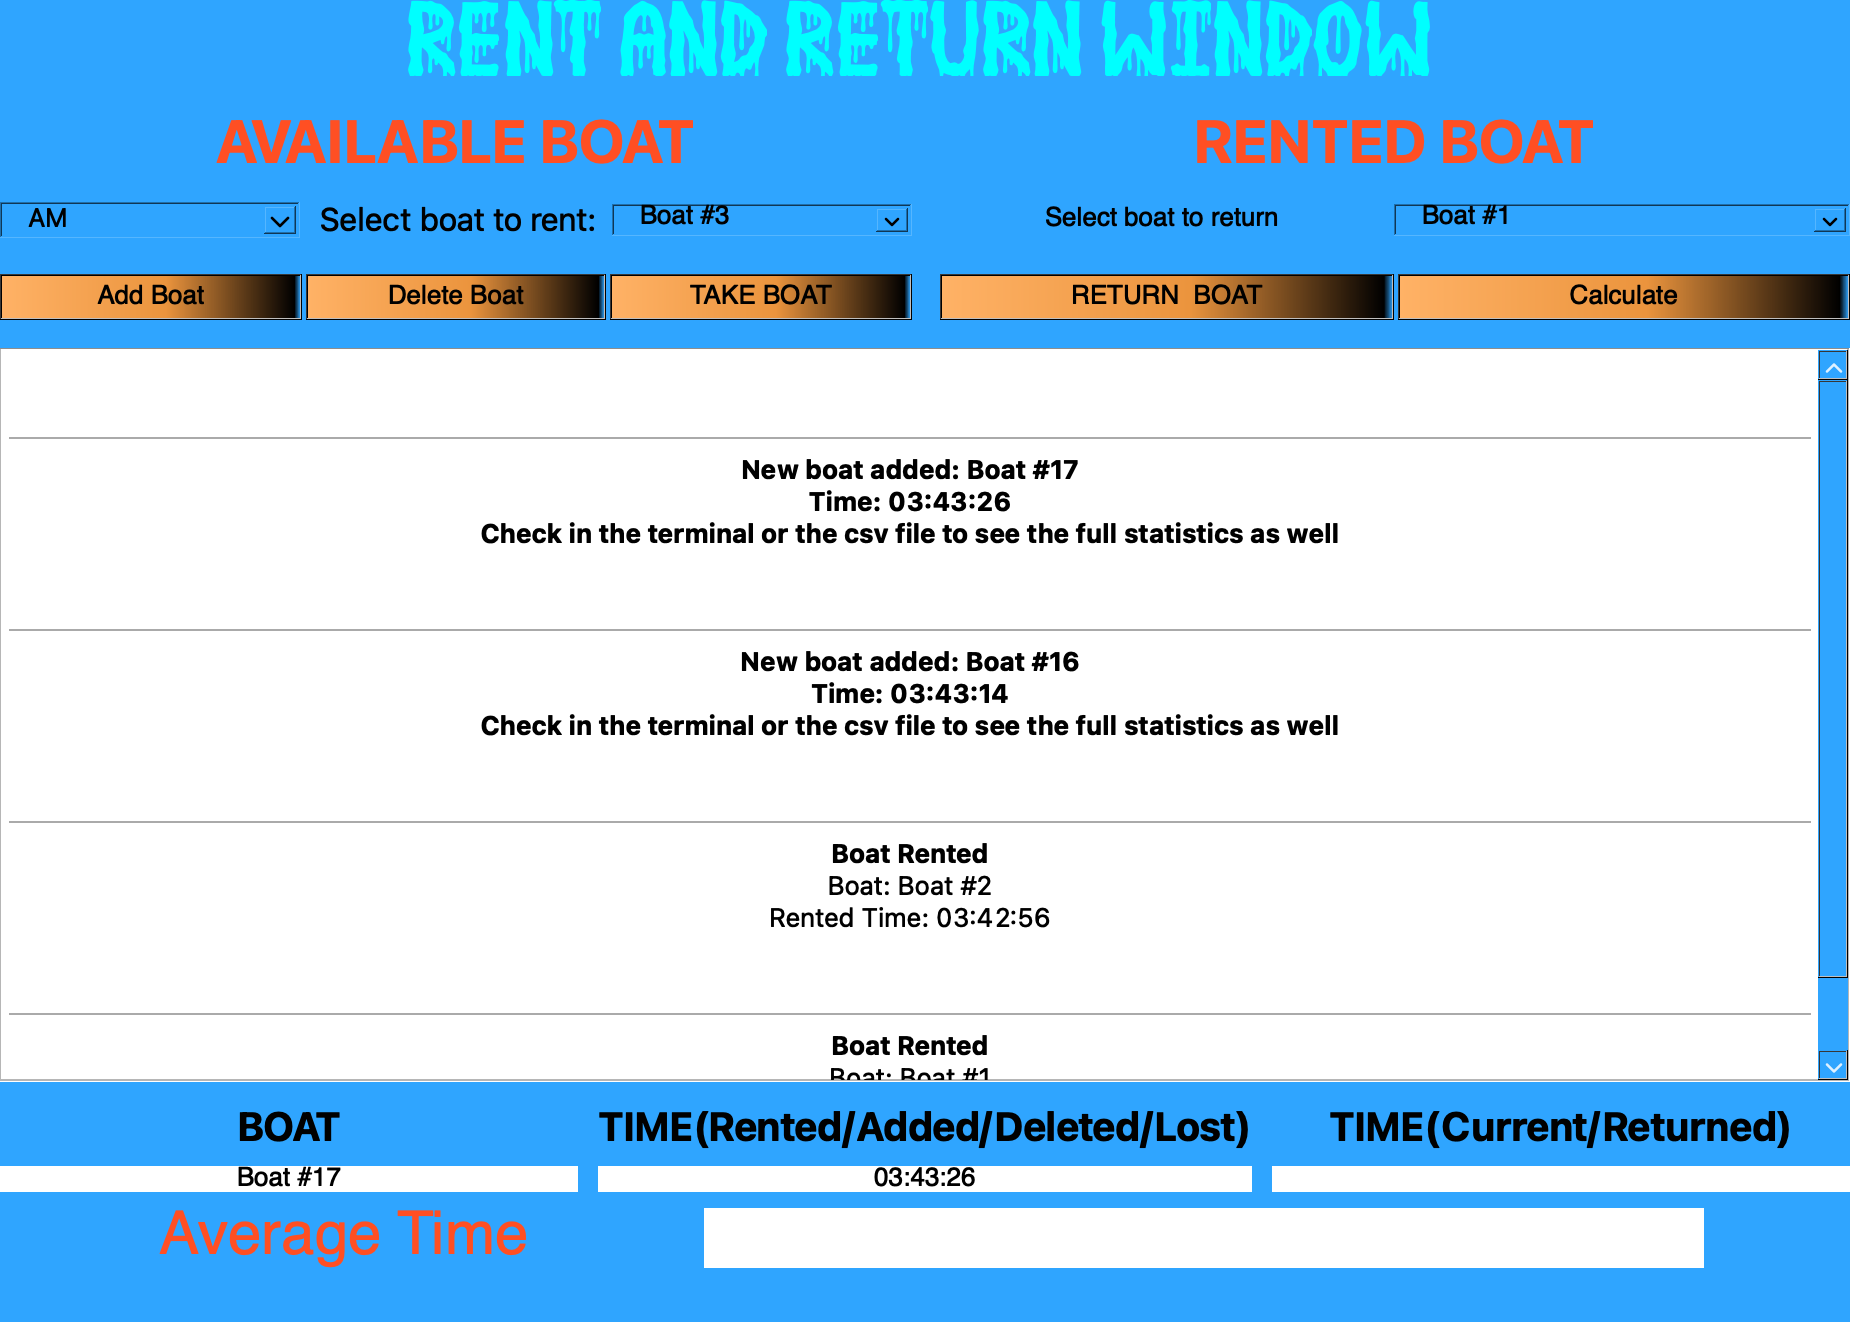 RENT AND RETURN WINDOW
AVAILABLE BOAT
RENTED BOAT
AM
Select boat to rent:
Boat #3
Select boat to return
Boat #1
Add Boat
Delete Boat
TAKE BOAT
RETURN  BOAT
Calculate
New boat added: Boat #17
Time: 03:43:26
Check in the terminal or the csv file to see the full statistics as well
New boat added: Boat #16
Time: 03:43:14
Check in the terminal or the csv file to see the full statistics as well
Boat Rented
Boat: Boat #2
Rented Time: 03:42:56
Boat Rented
Boat: Boat #1
BOAT
TIME(Rented/Added/Deleted/Lost)
TIME(Current/Returned)
Boat #17
03:43:26
Average Time